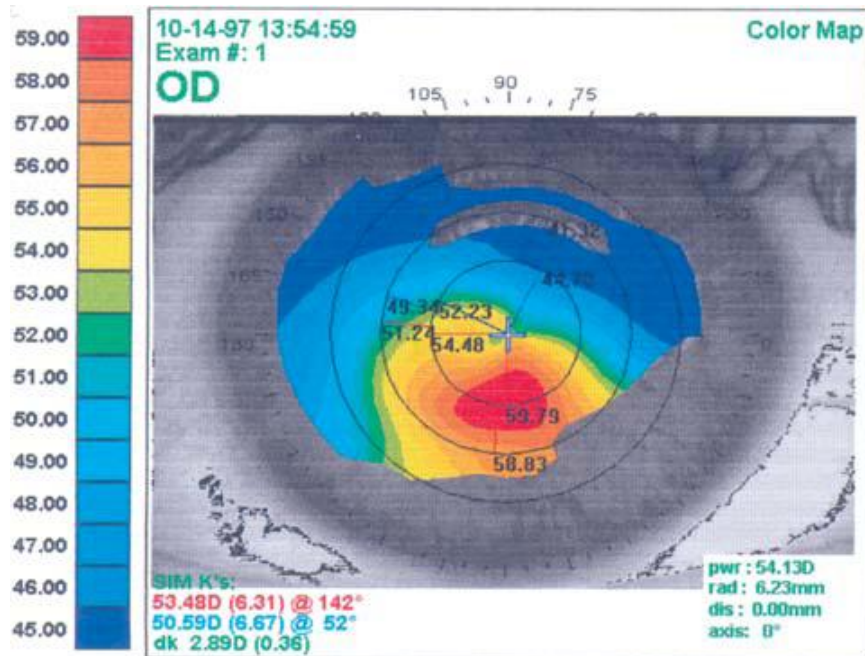 59.00
58.00
57.00
56.00
55.00
54.00
53.00
52.00
51.00
50.00
49.00
48.00
47.00
46.00
45.00
10-14-97 13:54:59
Color Map
Exam #: 1
OD
105 90 75
49.34 52.23
51.24
54.48
59.79
58.83
SIM K's:
53.48D (6.31) @ 142°
50.59D (6.67) @ 52°
dk 2.89D (0.36)
pwr : 54.13D
rad : 6.23mm
dis : 0.00mm
axis: 0°